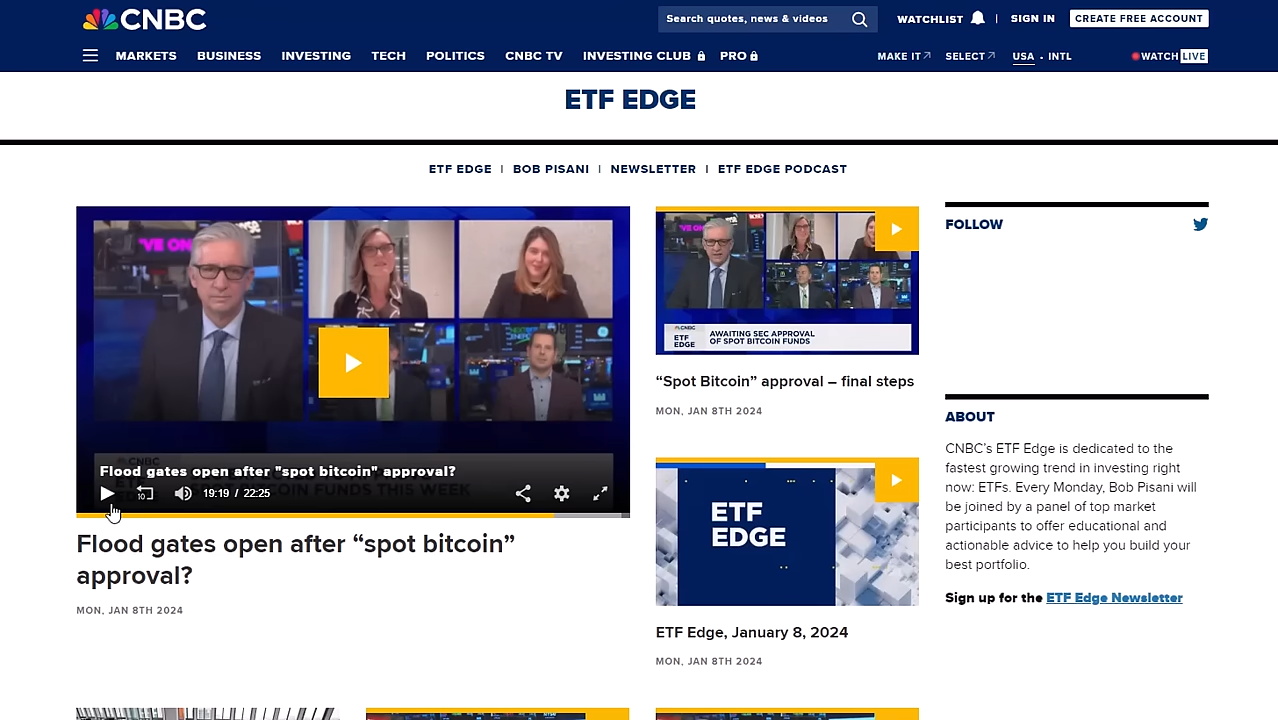 CNBC
Search quotes, news & videos
WATCHLIST
SIGN IN
CREATE FREE ACCOUNT
MARKETS
BUSINESS
INVESTING
TECH
POLITICS
CNBC TV
INVESTING CLUB
PRO
MAKE IT
SELECT
USA - INTL
WATCH LIVE
ETF EDGE
ETF EDGE | BOB PISANI | NEWSLETTER | ETF EDGE PODCAST
Flood gates open after "spot bitcoin" approval?
10
19:19 / 22:25
Flood gates open after “spot bitcoin”
approval?
MON, JAN 8TH 2024
CNBC
ETF
EDGE
AWAITING SEC APPROVAL
OF SPOT BITCOIN FUNDS
“Spot Bitcoin” approval – final steps
MON, JAN 8TH 2024
ETF
EDGE
ETF Edge, January 8, 2024
MON, JAN 8TH 2024
FOLLOW
ABOUT
CNBC’s ETF Edge is dedicated to the
fastest growing trend in investing right
now: ETFs. Every Monday, Bob Pisani will
be joined by a panel of top market
participants to offer educational and
actionable advice to help you build your
best portfolio.
Sign up for the ETF Edge Newsletter